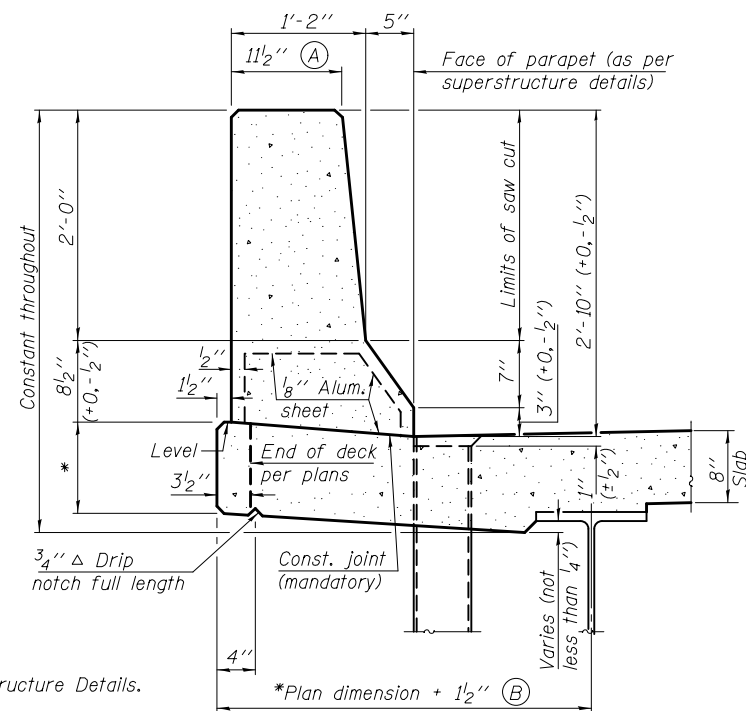 1'-2"
5"
11½" (A)
Face of parapet (as per
superstructure details)
Constant throughout
2'-0"
Limits of saw cut
2'-10" (+0,-½")
8½"
(+0,-½")
½"
1½"
⅛" Alum.
sheet
7"
3" (+0,-½")
Level
End of deck
per plans
*
3½"
1"
(±½")
8"
Slab
¾" Δ Drip
notch full length
Const. joint
(mandatory)
Varies (not
less than ¼")
4"
*Plan dimension + 1½" (B)
ructure Details.